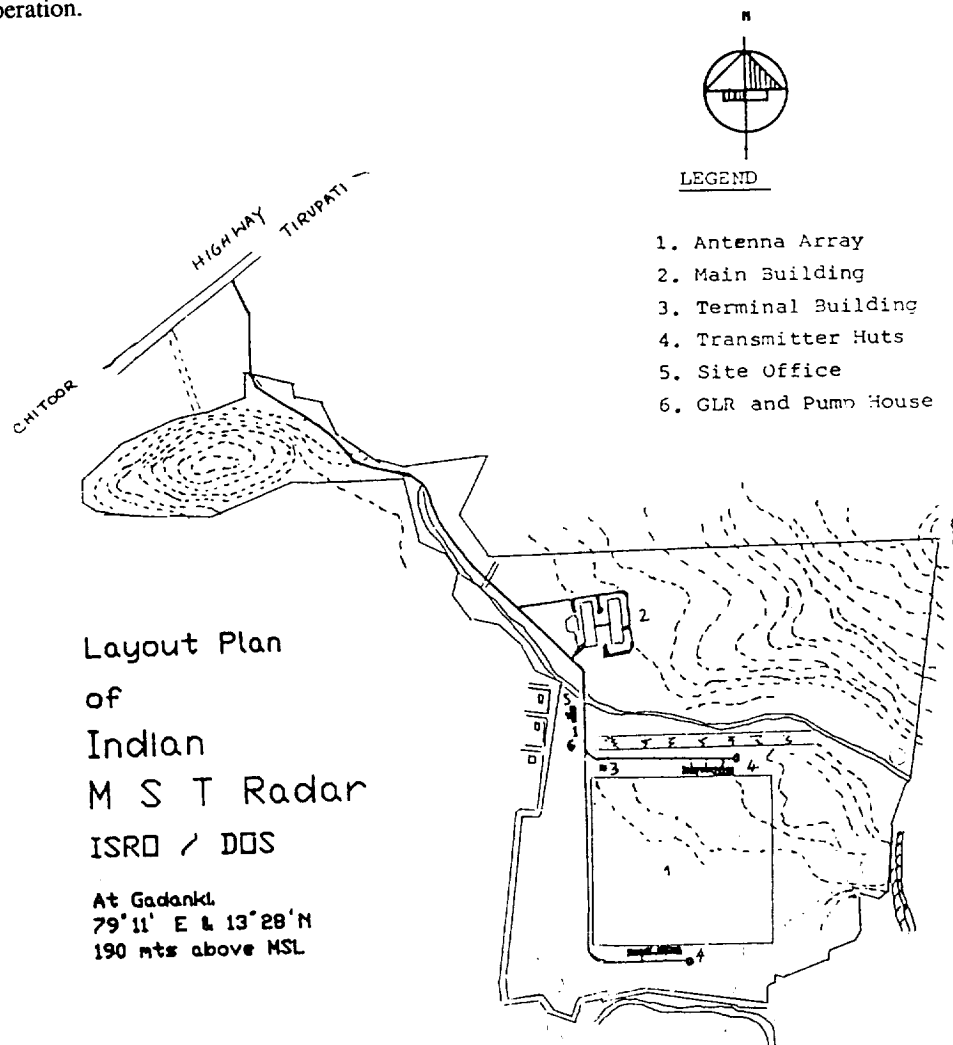 peration.
N
LEGEND
1. Antenna Array
2. Main Building
3. Terminal Building
4. Transmitter Huts
5. Site Office
6. GLR and Pump House
HIGHWAY
TIRUPATI
CHITOOR
Layout Plan
of
Indian
M S T Radar
ISRO / DOS
At Gadanki.
79°11' E & 13°28'N
190 mts above MSL
2
5
6
3
4
1
4